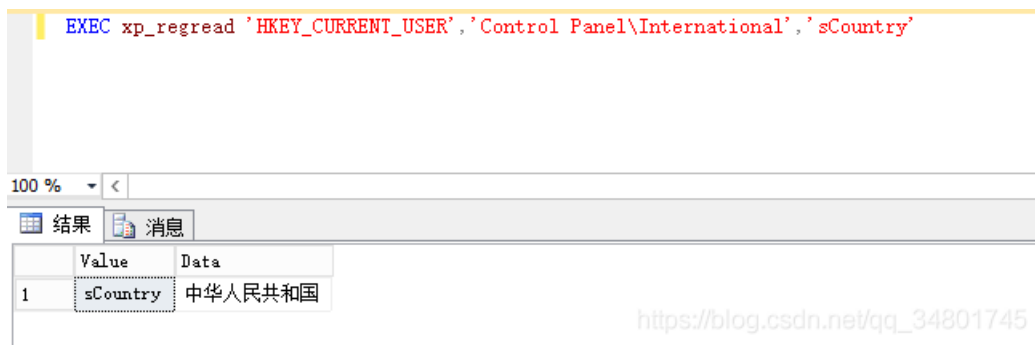 EXEC xp_regread 'HKEY_CURRENT_USER','Control Panel\International','sCountry'
100 %
结果 消息
Value Data
1 sCountry 中华人民共和国
https://blog.csdn.net/qq_34801745